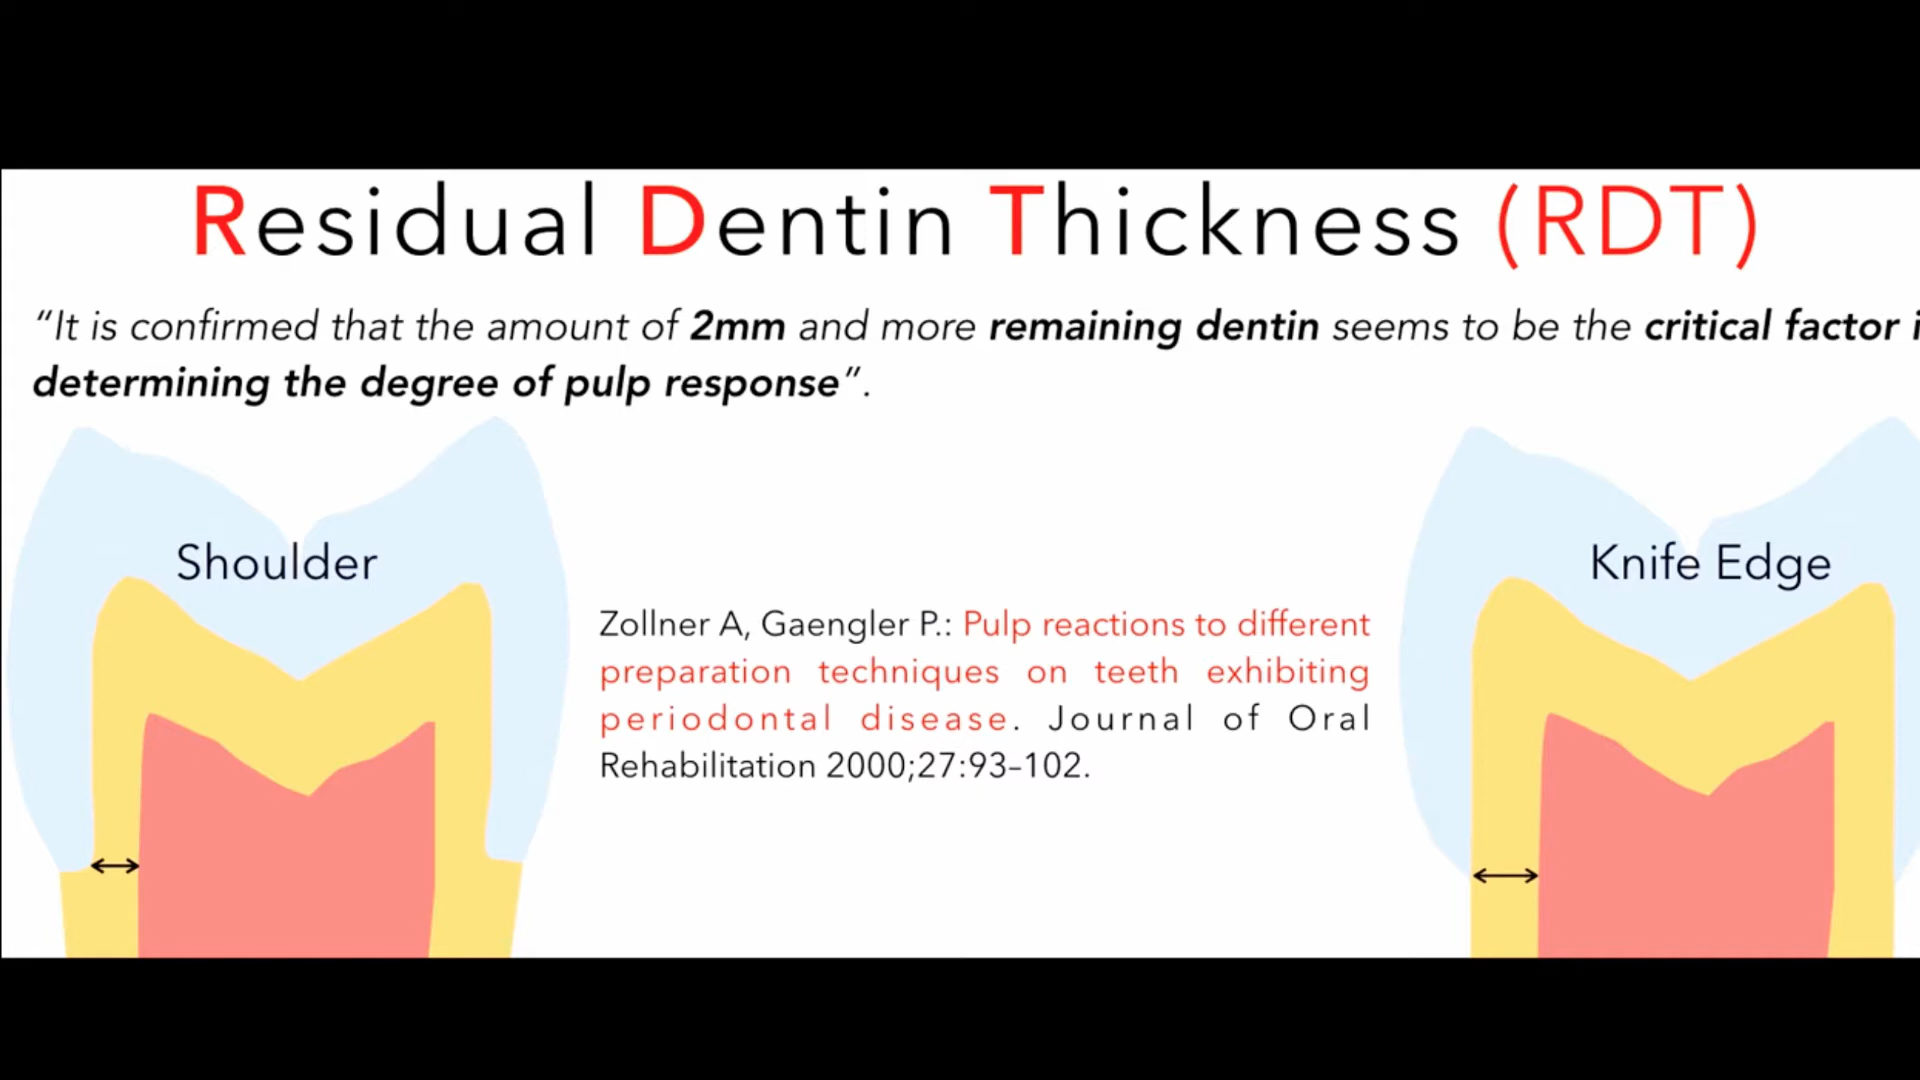 Residual Dentin Thickness (RDT)
“It is confirmed that the amount of 2mm and more remaining dentin seems to be the critical factor
determining the degree of pulp response”.
Shoulder
Knife Edge
Zollner A, Gaengler P.: Pulp reactions to different
preparation techniques on teeth exhibiting
periodontal disease. Journal of Oral
Rehabilitation 2000;27:93–102.